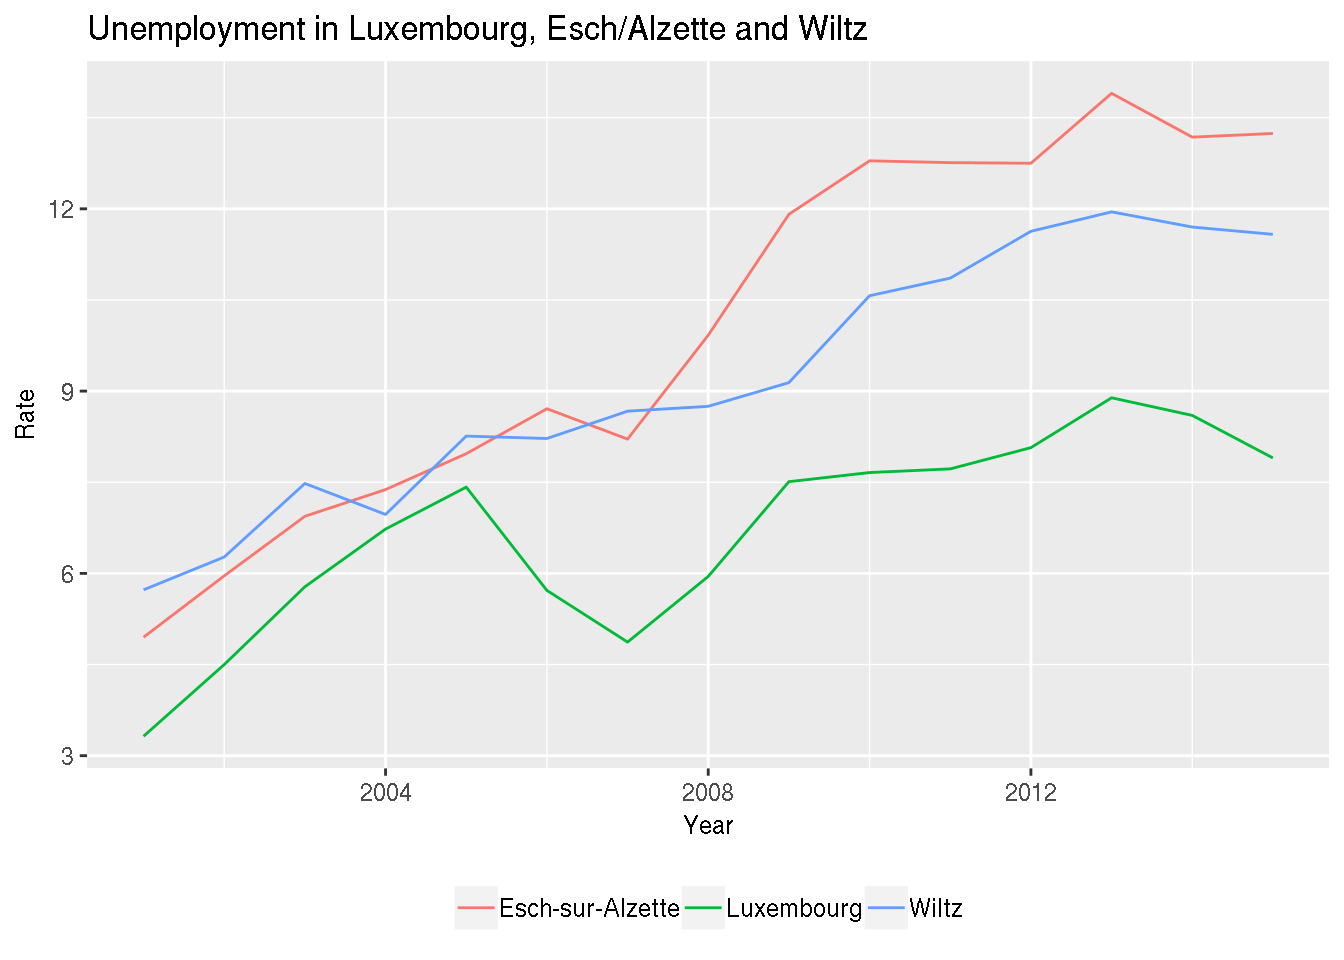 Unemployment in Luxembourg, Esch/Alzette and Wiltz
12
9
6
3
Rate
2004 2008 2012
Year
Esch-sur-Alzette Luxembourg Wiltz